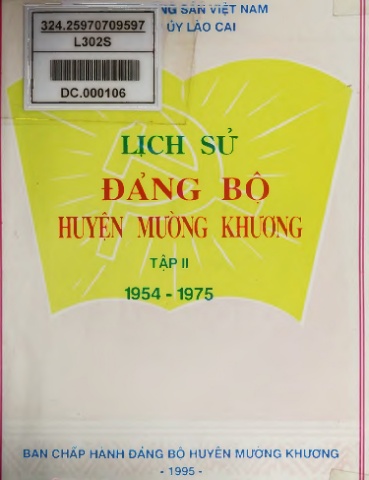 NG SẢN VIỆT NAM
ỦY LÀO CAI
324.25970709597
L302S
DC.000106
LỊCH SỬ
ĐẢNG BỘ
HUYỆN MƯỜNG KHƯƠNG
TẬP II
1954 - 1975
BAN CHẤP HÀNH ĐẢNG BỘ HUYỆN MƯỜNG KHƯƠNG
- 1995 -